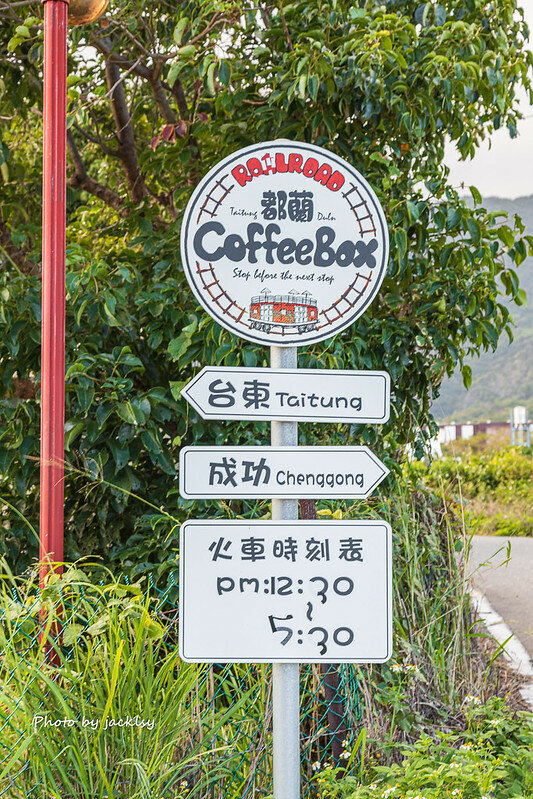 RAILROAD
都蘭
Taitung Duln
CoffeeBox
Stop before the next stop
台東 Taitung
成功 Chenggong
火車時刻表
pm:12:30
~
5:30
Photo by jacklsy